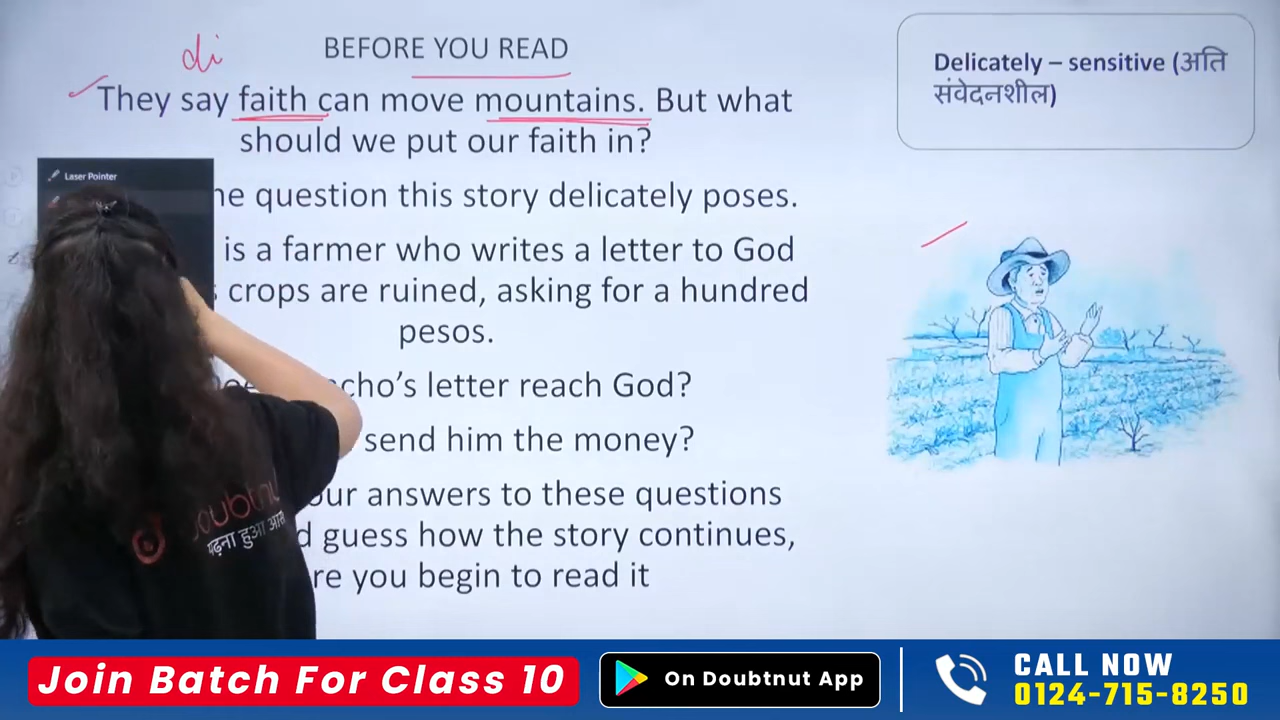 di
BEFORE YOU READ
They say faith can move mountains. But what
should we put our faith in?
question this story delicately poses.
is a farmer who writes a letter to God
crops are ruined, asking for a hundred
pesos.
letter reach God?
send him the money?
answers to these questions
guess how the story continues,
you begin to read it
Delicately – sensitive (अति
संवेदनशील)
Laser Pointer
doubtnut
पढ़ना हुआ
Join Batch For Class 10
On Doubtnut App
CALL NOW
0124-715-8250